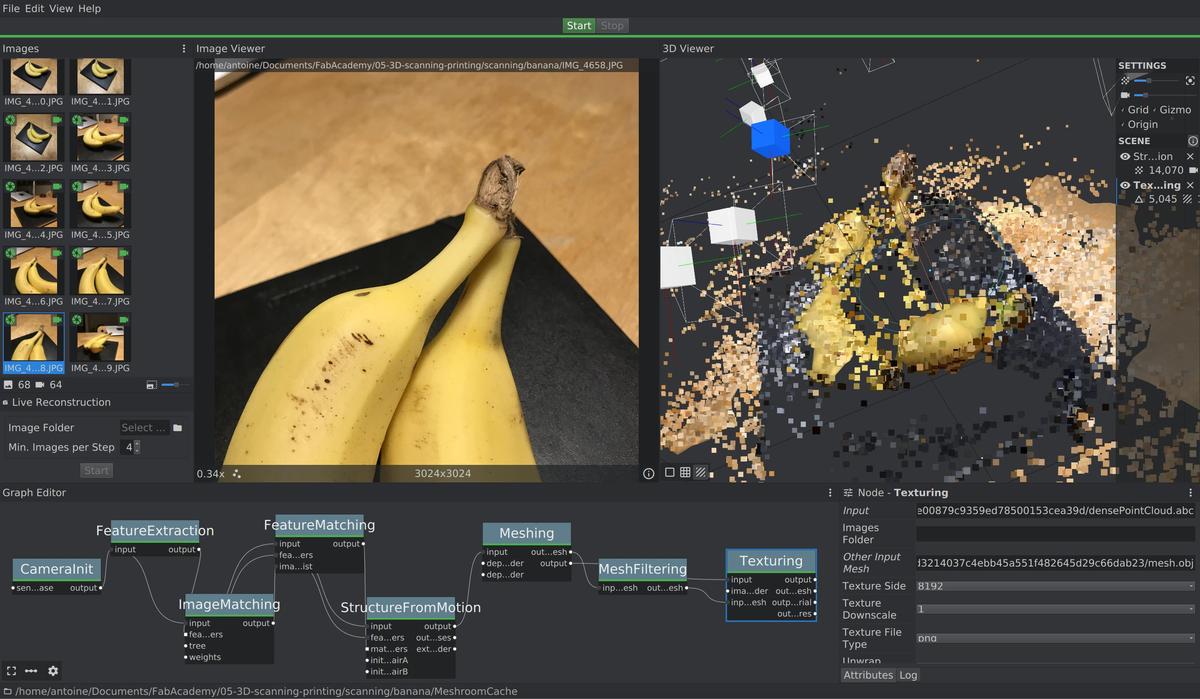 File Edit View Help
Start Stop
Images
IMG_4...0.JPG IMG_4...1.JPG
IMG_4...2.JPG IMG_4...3.JPG
IMG_4...4.JPG IMG_4...5.JPG
IMG_4...6.JPG IMG_4...7.JPG
IMG_4...8.JPG IMG_4...9.JPG
68 64
Live Reconstruction
Image Folder Select ...
Min. Images per Step 4
Start
Image Viewer
/home/antoine/Documents/FabAcademy/05-3D-scanning-printing/scanning/banana/IMG_4658.JPG
0.34x 3024x3024
3D Viewer
SETTINGS
Grid Gizmo
Origin
SCENE
Str...ion
14,070
Tex...ing
5,045
Graph Editor
CameraInit
sen...ase output
FeatureExtraction
input output
ImageMatching
input output
fea...ers
tree
weights
FeatureMatching
input output
fea...ers
ima...ist
StructureFromMotion
input output
fea...ers out...ses
mat...ers ext...der
init...airA
init...airB
Meshing
input out...esh
dep...der output
dep...der
MeshFiltering
inp...esh out...esh
Texturing
input output
ima...der out...esh
inp...esh outp...rial
out...res
Node - Texturing
Input e00879c9359ed78500153cea39d/densePointCloud.abc
Images
Folder
Other Input
Mesh 3214037c4ebb45a551f482645d29c66dab23/mesh.obj
Texture Side 8192
Texture
Downscale 1
Texture File
Type png
Unwrap
Attributes Log
/home/antoine/Documents/FabAcademy/05-3D-scanning-printing/scanning/banana/MeshroomCache